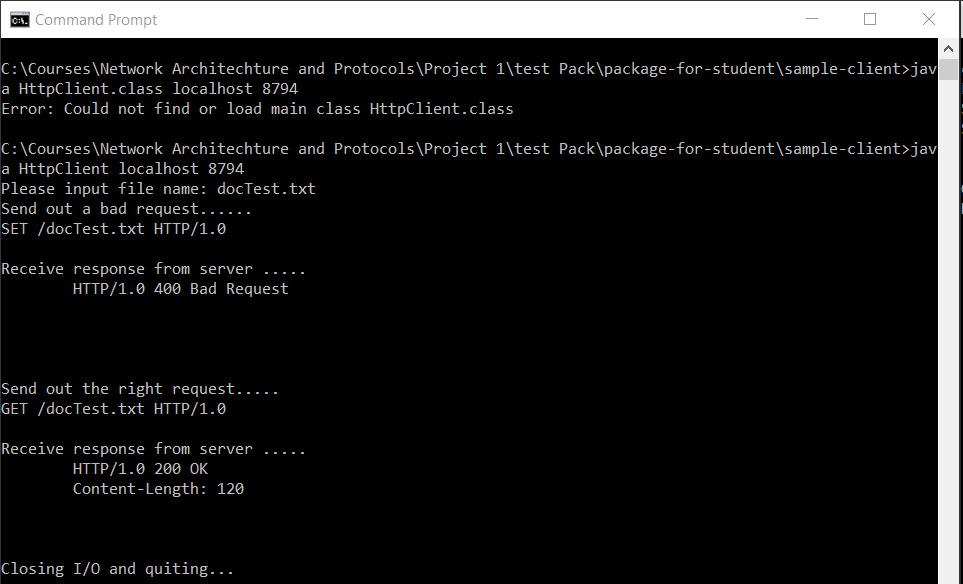 Command Prompt
C:\Courses\Network Architechture and Protocols\Project 1\test Pack\package-for-student\sample-client>jav
a HttpClient.class localhost 8794
Error: Could not find or load main class HttpClient.class
C:\Courses\Network Architechture and Protocols\Project 1\test Pack\package-for-student\sample-client>jav
a HttpClient localhost 8794
Please input file name: docTest.txt
Send out a bad request......
SET /docTest.txt HTTP/1.0
Receive response from server .....
HTTP/1.0 400 Bad Request
Send out the right request.....
GET /docTest.txt HTTP/1.0
Receive response from server .....
HTTP/1.0 200 OK
Content-Length: 120
Closing I/O and quiting...